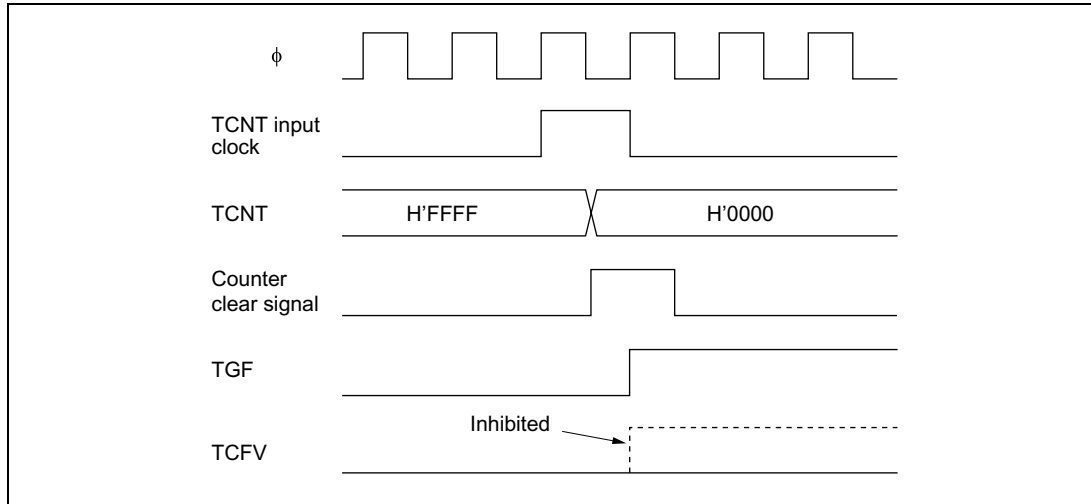 ϕ
TCNT input
clock
TCNT
H'FFFF
H'0000
Counter
clear signal
TGF
Inhibited
TCFV